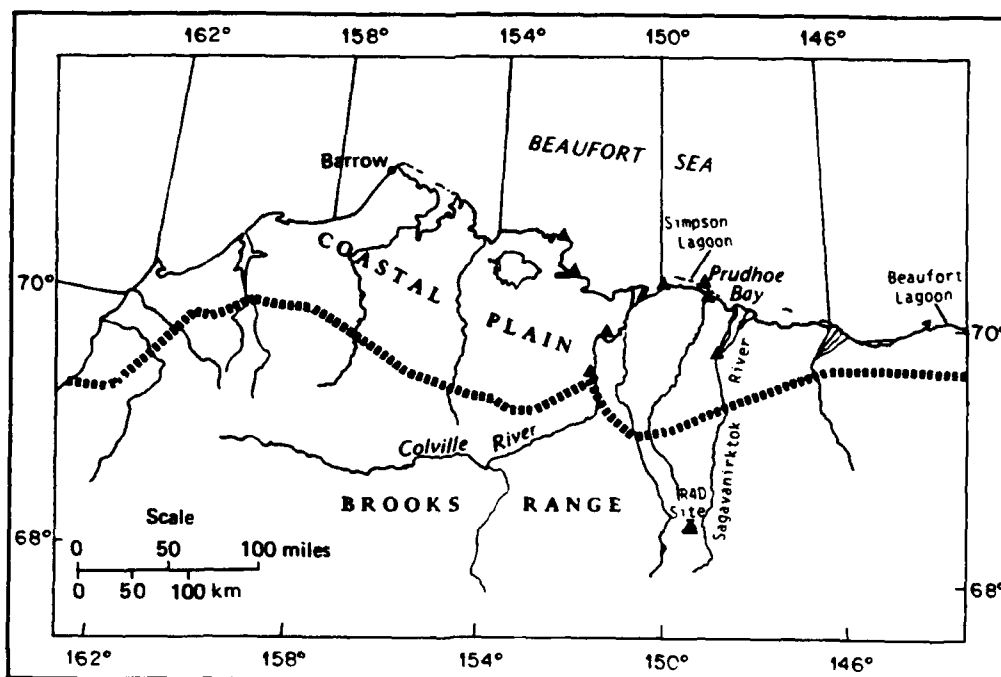 162° 158° 154° 150° 146°
BEAUFORT SEA
Barrow
Simpson
Lagoon
COASTAL
PLAIN
Prudhoe
Bay
Beaufort
Lagoon
70°
70°
River
Colville River
Sagavanirktok
BROOKS RANGE
R4D
Site
Scale
0 50 100 miles
0 50 100 km
68°
68°
162° 158° 154° 150° 146°